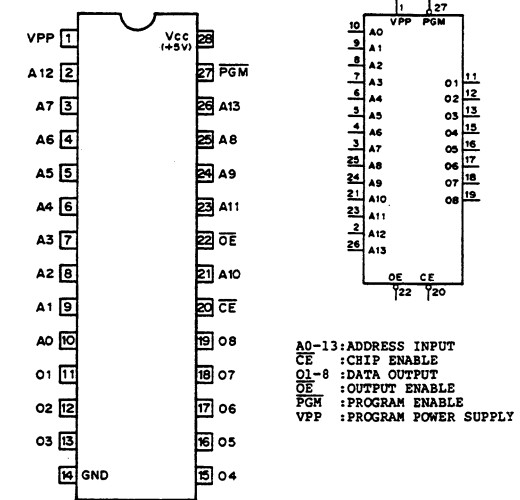 VPP 1 Vcc (+5V) 28
A12 2 27 PGM
A7 3 26 A13
A6 4 25 A8
A5 5 24 A9
A4 6 23 A11
A3 7 22 OE
A2 8 21 A10
A1 9 20 CE
A0 10 19 O8
O1 11 18 O7
O2 12 17 O6
O3 13 16 O5
14 GND 15 O4
1 27
VPP PGM
10 A0
9 A1
8 A2
7 A3 O1 11
6 A4 O2 12
5 A5 O3 13
4 A6 O4 15
3 A7 O5 16
25 A8 O6 17
24 A9 O7 18
21 A10 O8 19
23 A11
2 A12
26 A13
OE CE
22 20
A0-13:ADDRESS INPUT
CE :CHIP ENABLE
O1-8 :DATA OUTPUT
OE :OUTPUT ENABLE
PGM :PROGRAM ENABLE
VPP :PROGRAM POWER SUPPLY